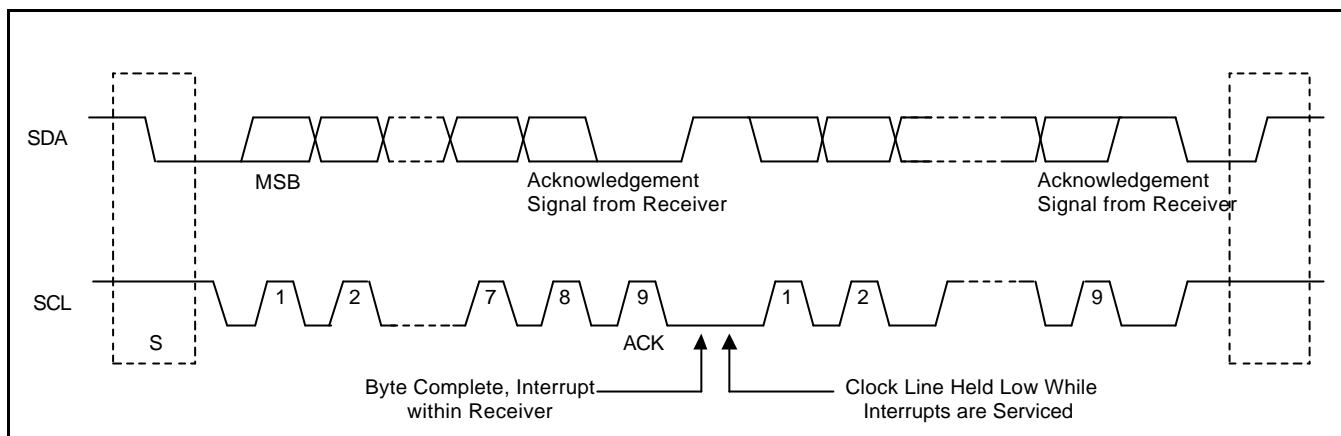 SDA
MSB
Acknowledgement
Signal from Receiver
Acknowledgement
Signal from Receiver
SCL
1
2
7
8
9
1
2
9
S
ACK
Byte Complete, Interrupt
within Receiver
Clock Line Held Low While
Interrupts are Serviced